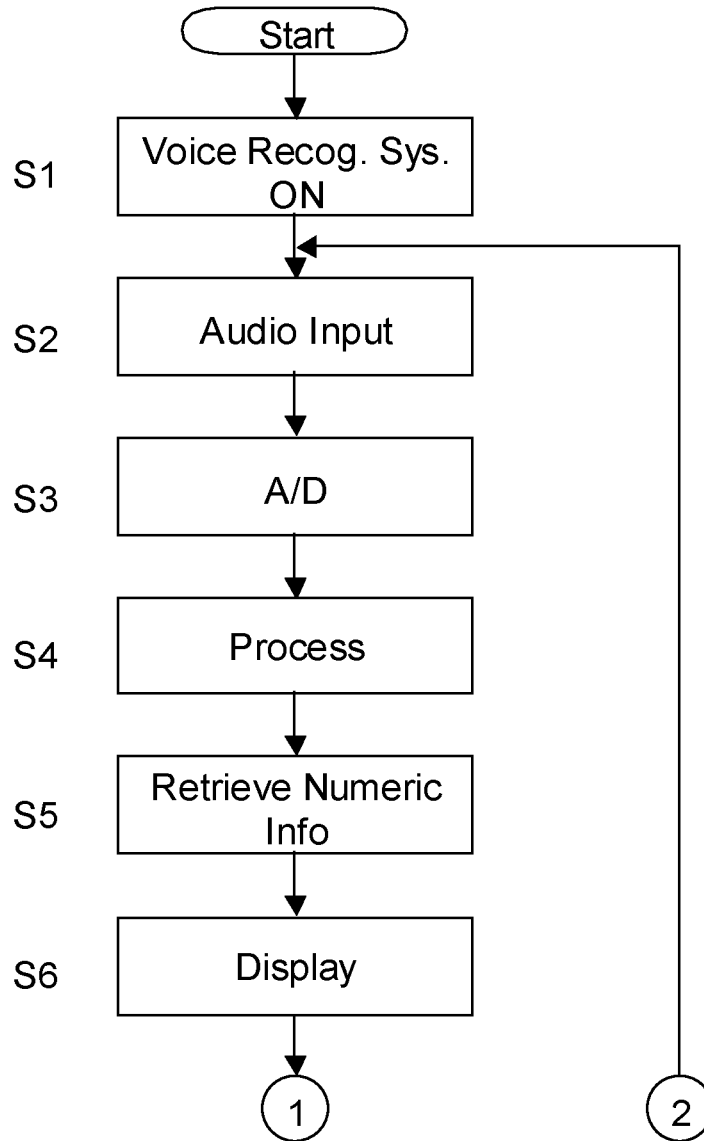 Start
S1
Voice Recog. Sys.
ON
S2
Audio Input
S3
A/D
S4
Process
S5
Retrieve Numeric
Info
S6
Display
1
2